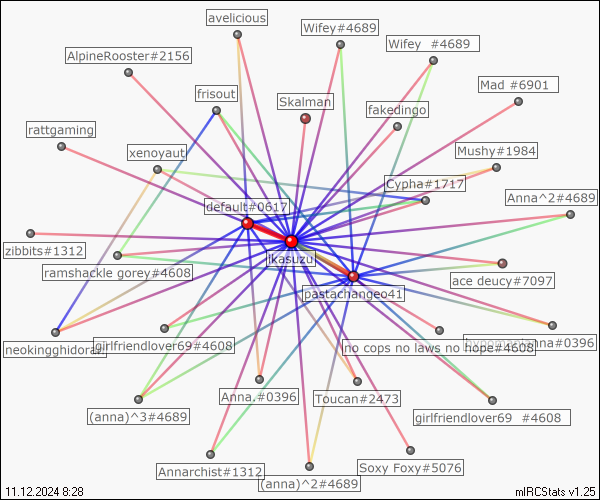 avelicious
Wifey#4689
Wifey #4689
AlpineRooster#2156
Mad #6901
frisout
Skalman
fakedingo
rattgaming
xenoyaut
Mushy#1984
Cypha#1717
Anna^2#4689
default#0617
zibbits#1312
Ikasuzu
ramshackle gorey#4608
ace deucy#7097
pastachangeo41
neokingghidorah
girlfriendlover69#4608
no cops no laws no hope#4608
anna#0396
Anna.#0396
Toucan#2473
(anna)^3#4689
girlfriendlover69 #4608
Annarchist#1312
Soxy Foxy#5076
(anna)^2#4689
11.12.2024 8:28
mIRCStats v1.25